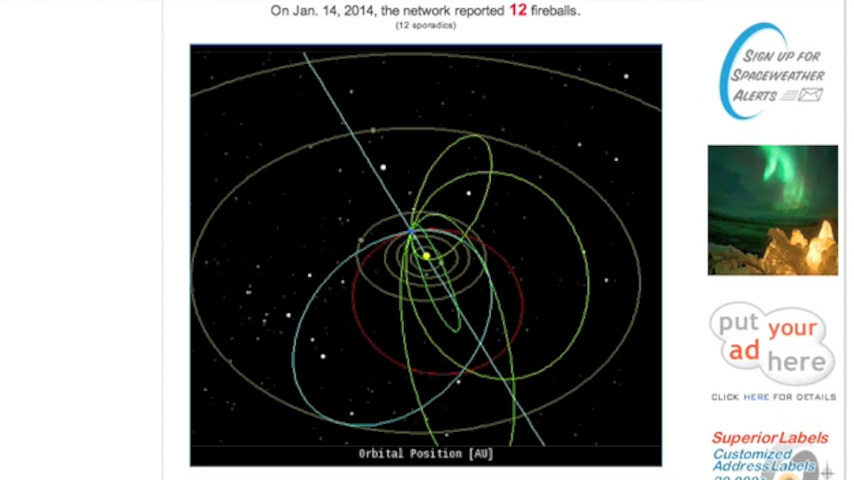 On Jan. 14, 2014, the network reported 12 fireballs.
(12 sporadics)
Orbital Position [AU]
SIGN UP FOR
SPACEWEATHER
ALERTS
put your
ad here
CLICK HERE FOR DETAILS
Superior Labels
Customized
Address Labels